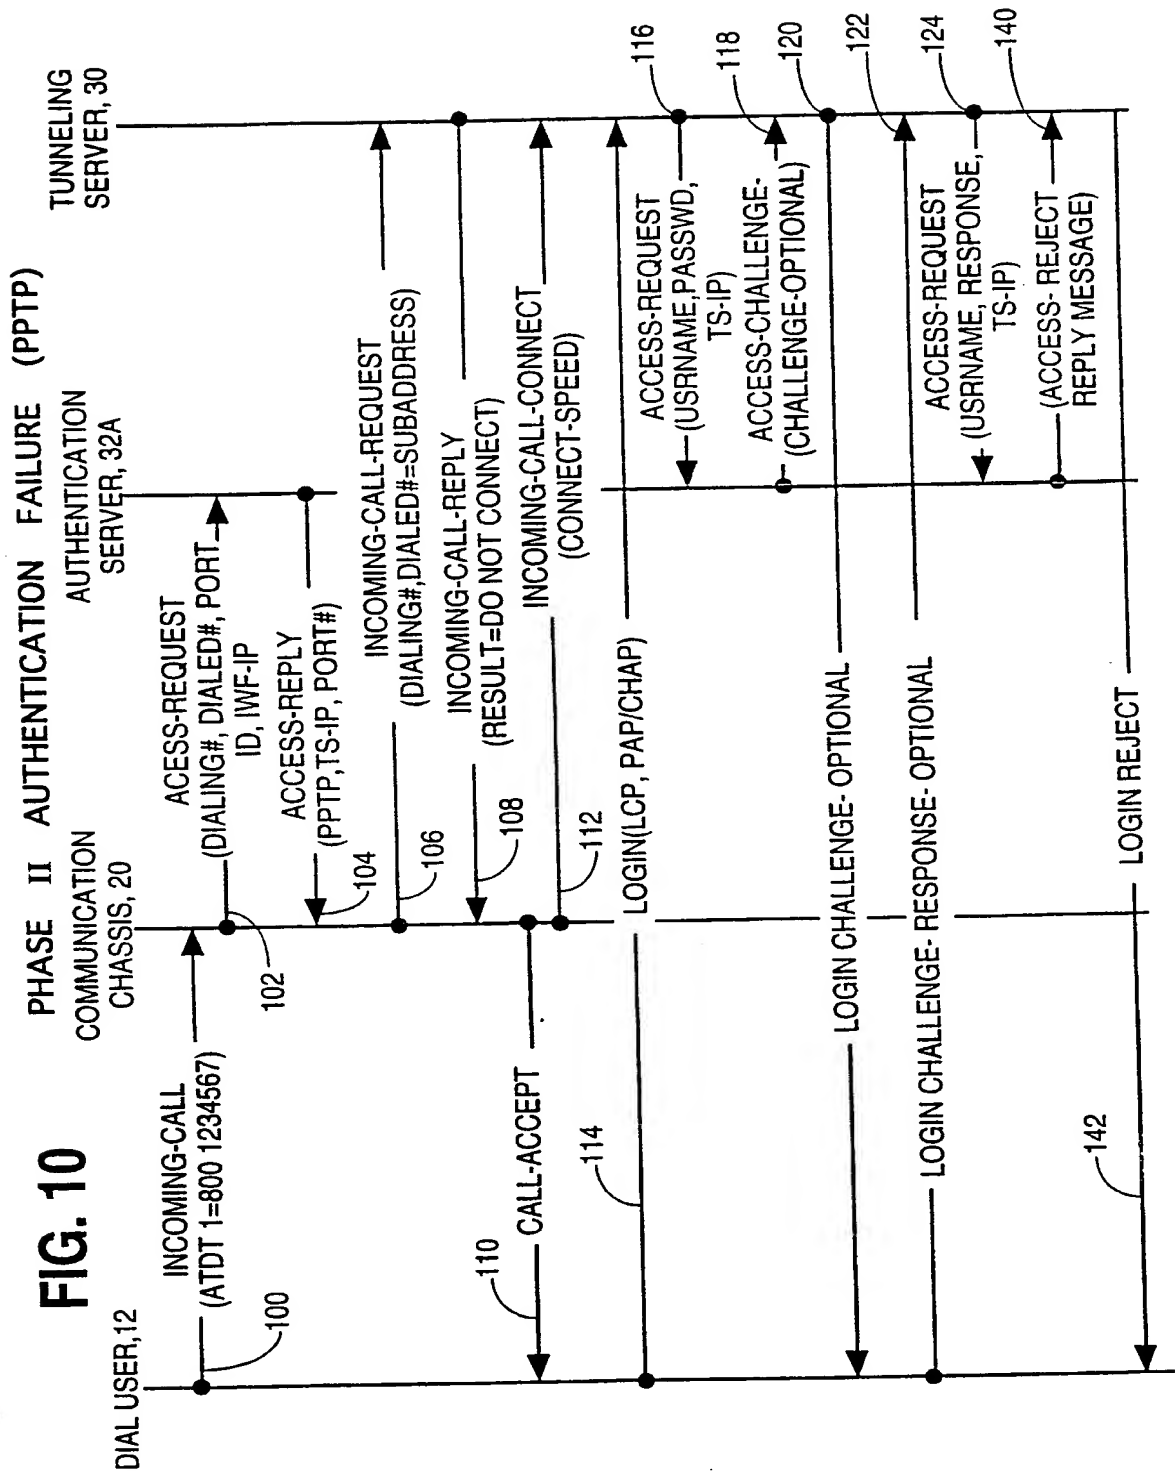 FIG. 10
PHASE II AUTHENTICATION FAILURE (PPTP)
DIAL USER,12
COMMUNICATION
CHASSIS, 20
AUTHENTICATION
SERVER, 32A
TUNNELING
SERVER, 30
INCOMING-CALL
(ATDT 1=800 1234567)
100
ACESS-REQUEST
(DIALING#, DIALED#, PORT
ID, IWF-IP
102
ACCESS-REPLY
(PPTP,TS-IP, PORT#)
104
INCOMING-CALL-REQUEST
(DIALING#,DIALED#=SUBADDRESS)
106
INCOMING-CALL-REPLY
(RESULT=DO NOT CONNECT)
108
110
CALL-ACCEPT
INCOMING-CALL-CONNECT
(CONNECT-SPEED)
112
114
LOGIN(LCP, PAP/CHAP)
ACCESS-REQUEST
(USRNAME,PASSWD,
TS-IP)
116
ACCESS-CHALLENGE-
(CHALLENGE-OPTIONAL)
118
LOGIN CHALLENGE-OPTIONAL
120
LOGIN CHALLENGE- RESPONSE- OPTIONAL
122
ACCESS-REQUEST
(USRNAME, RESPONSE,
TS-IP)
124
(ACCESS- REJECT
REPLY MESSAGE)
140
142
LOGIN REJECT